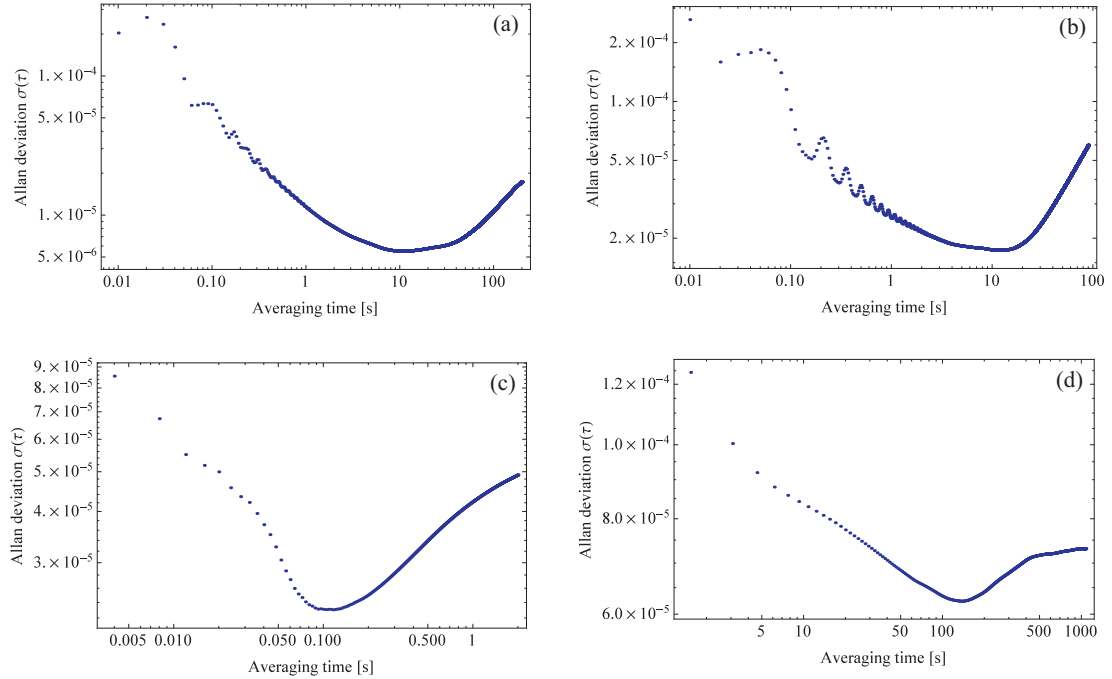 (a)
Allan deviation σ(τ)
1. × 10⁻⁴
5. × 10⁻⁵
1. × 10⁻⁵
5. × 10⁻⁶
0.01 0.10 1 10 100
Averaging time [s]
(b)
Allan deviation σ(τ)
2. × 10⁻⁴
1. × 10⁻⁴
5. × 10⁻⁵
2. × 10⁻⁵
0.01 0.10 1 10 100
Averaging time [s]
(c)
Allan deviation σ(τ)
9. × 10⁻⁵
8. × 10⁻⁵
7. × 10⁻⁵
6. × 10⁻⁵
5. × 10⁻⁵
4. × 10⁻⁵
3. × 10⁻⁵
0.005 0.010 0.050 0.100 0.500 1
Averaging time [s]
(d)
Allan deviation σ(τ)
1.2 × 10⁻⁴
1.0 × 10⁻⁴
8.0 × 10⁻⁵
6.0 × 10⁻⁵
5 10 50 100 500 1000
Averaging time [s]